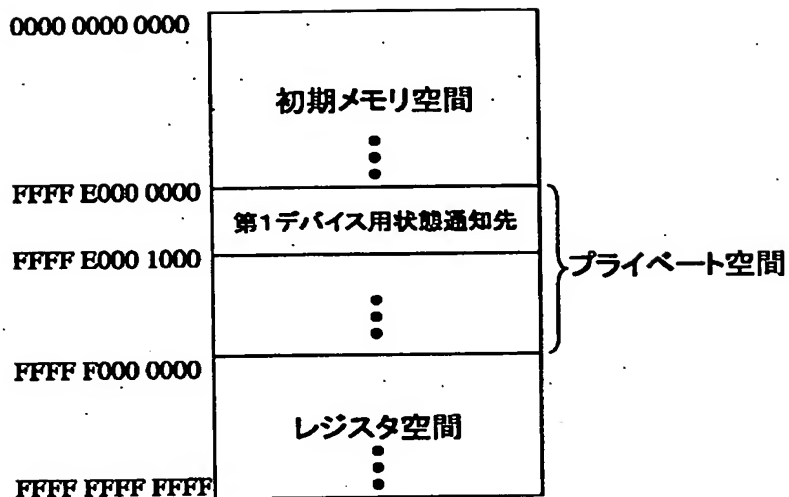 0000 0000 0000
初期メモリ空間
FFFF E000 0000
第1デバイス用状態通知先
FFFF E000 1000
プライベート空間
FFFF F000 0000
レジスタ空間
FFFF FFFF FFFF